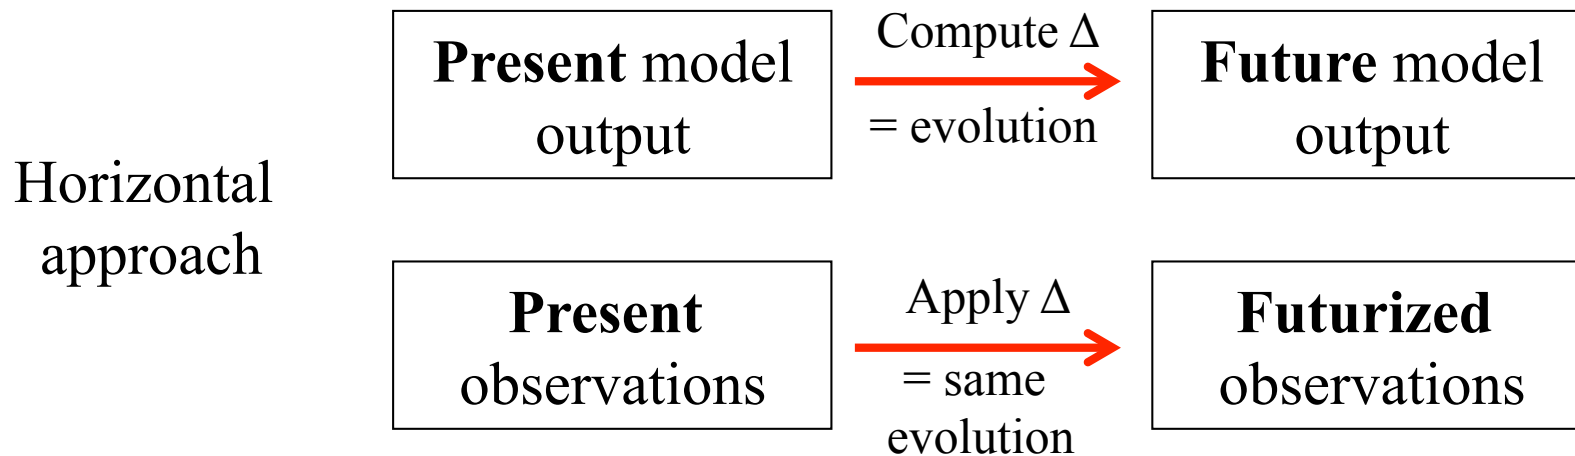 Horizontal
approach
Present model
output
Compute Δ
= evolution
Future model
output
Present
observations
Apply Δ
= same
evolution
Futurized
observations